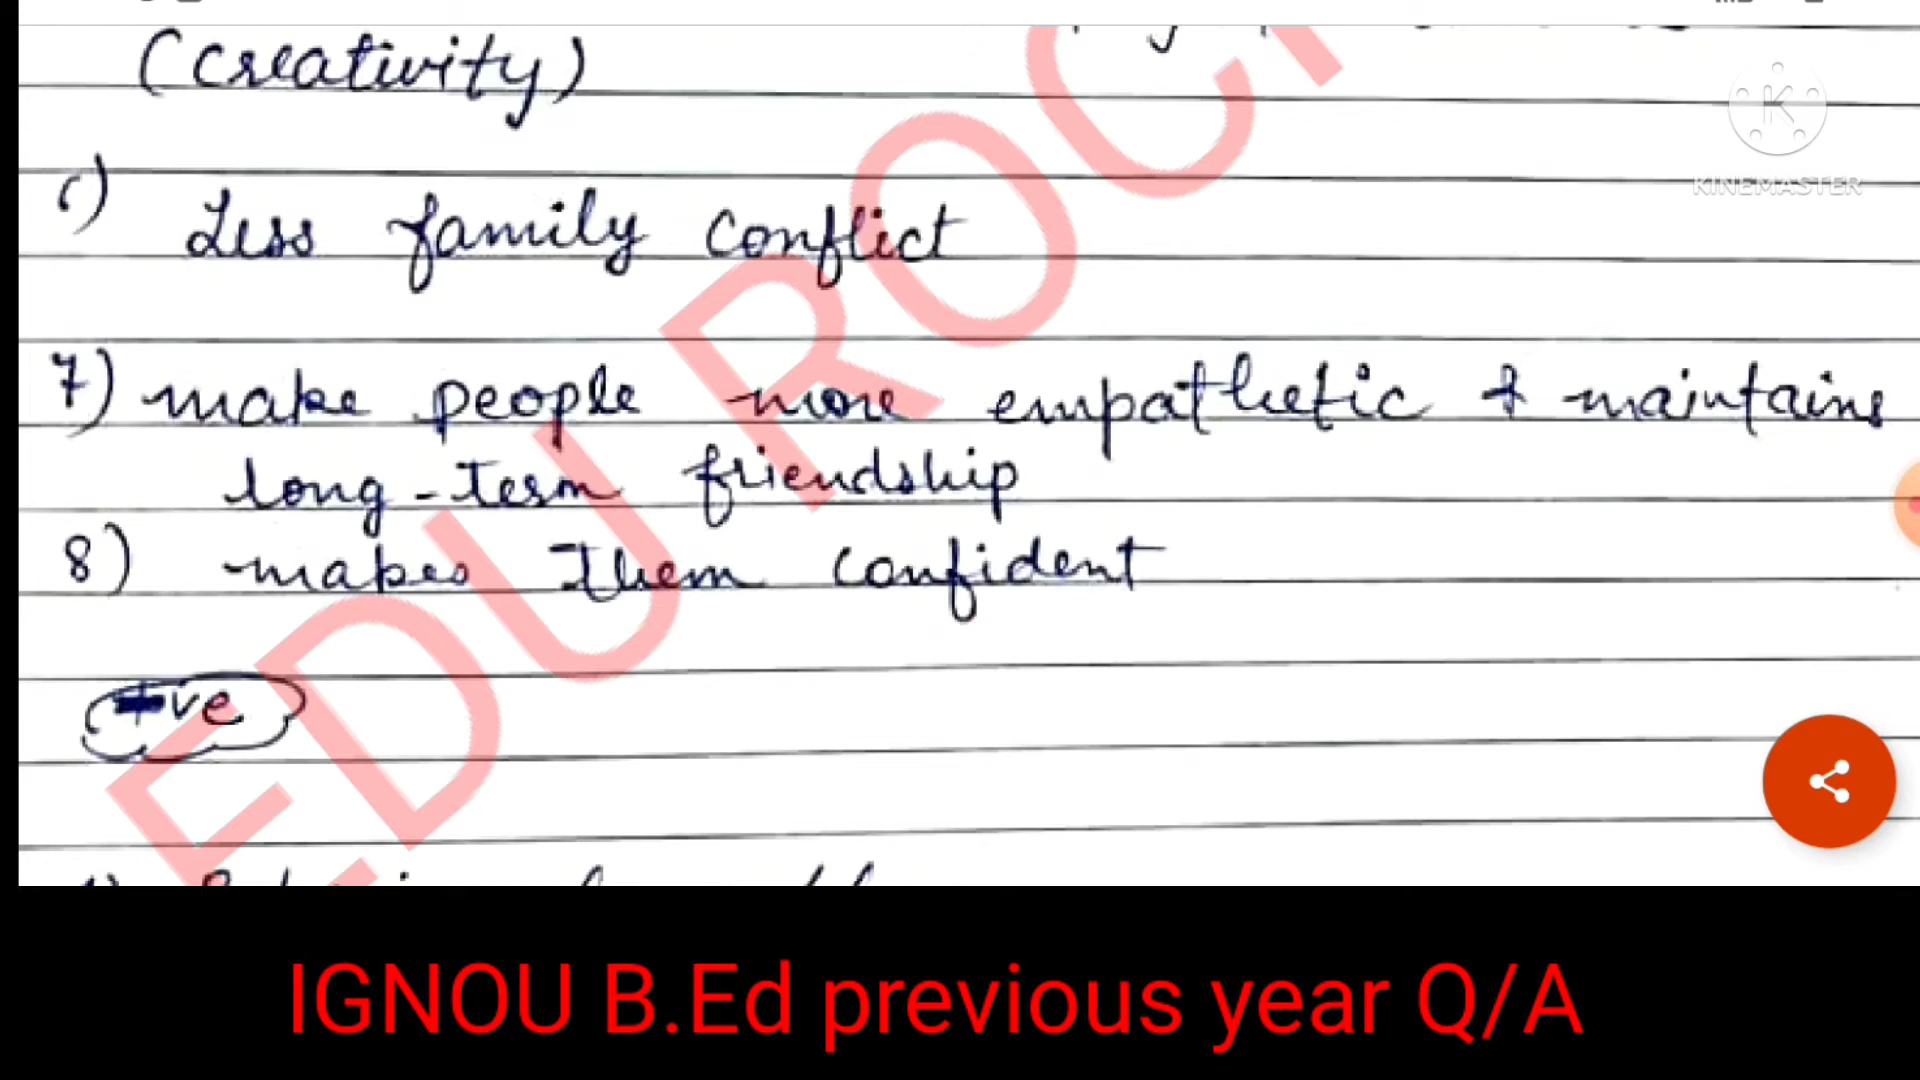 (Creativity)
6) Less family conflict
7) make people more empathetic & maintains
long-term friendship
8) makes them confident
+ve
EDU ROC
KINEMASTER
IGNOU B.Ed previous year Q/A